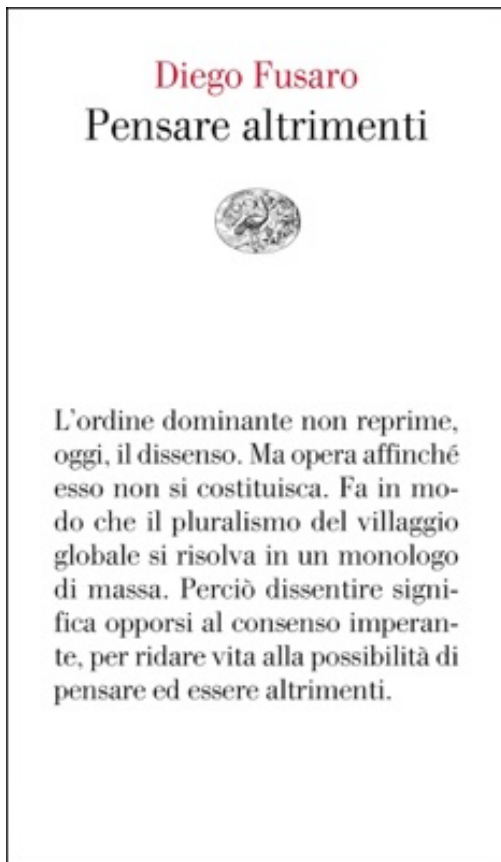 Diego Fusaro
Pensare altrimenti
L'ordine dominante non reprime,
oggi, il dissenso. Ma opera affinché
esso non si costituisca. Fa in mo-
do che il pluralismo del villaggio
globale si risolva in un monologo
di massa. Perciò dissentire signi-
fica opporsi al consenso imperan-
te, per ridare vita alla possibilità di
pensare ed essere altrimenti.